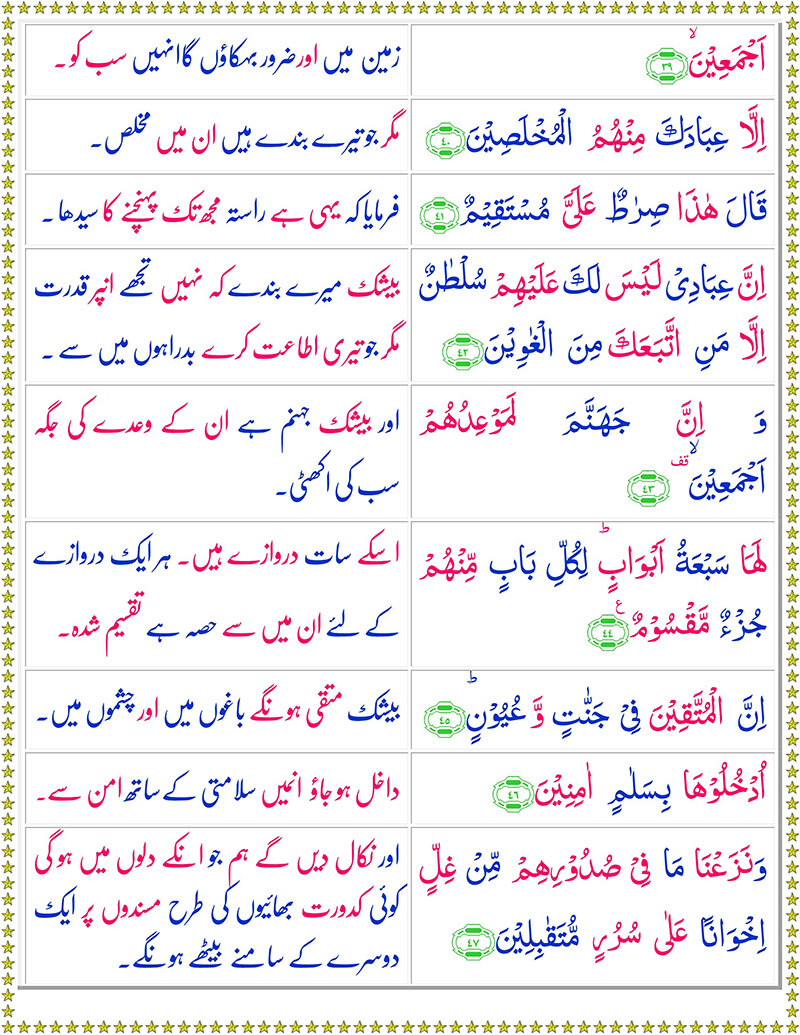 اَجۡمَعِيۡنَۙ ﴿۳۹﴾
زمین میں اور ضرور بہکاؤں گا انہیں سب کو۔
اِلَّا عِبَادَكَ مِنۡهُمُ الۡمُخۡلَصِيۡنَ ﴿۴۰﴾
مگر جو تیرے بندے ہیں ان میں مخلص۔
قَالَ هٰذَا صِرٰطٌ عَلَىَّ مُسۡتَقِيۡمٌ ﴿۴۱﴾
فرمایا کہ یہی ہے راستہ مجھ تک پہنچنے کا سیدھا۔
اِنَّ عِبَادِىۡ لَيۡسَ لَكَ عَلَيۡهِمۡ سُلۡطٰنٌ
اِلَّا مَنِ اتَّبَعَكَ مِنَ الۡغٰوِيۡنَ ﴿۴۲﴾
بیشک میرے بندے کہ نہیں تجھے انپر قدرت
مگر جو تیری اطاعت کرے بدراہوں میں سے۔
وَ اِنَّ جَهَنَّمَ لَمَوۡعِدُهُمۡ
اَجۡمَعِيۡنَۙ قف ﴿۴۳﴾
اور بیشک جہنم ہے ان کے وعدے کی جگہ
سب کی اکھٹی۔
لَهَا سَبۡعَةُ اَبۡوَابٍؕ لِكُلِّ بَابٍ مِّنۡهُمۡ
جُزۡءٌ مَّقۡسُوۡمٌ ع ﴿۴۴﴾
اسکے سات دروازے ہیں۔ ہر ایک دروازے
کے لئے ان میں سے حصہ ہے تقسیم شدہ۔
اِنَّ الۡمُتَّقِيۡنَ فِىۡ جَنّٰتٍ وَّ عُيُوۡنٍؕ ﴿۴۵﴾
بیشک متقی ہونگے باغوں میں اور چشموں میں۔
اُدۡخُلُوۡهَا بِسَلٰمٍ اٰمِنِيۡنَ ﴿۴۶﴾
داخل ہو جاؤ انمیں سلامتی کے ساتھ امن سے۔
وَنَزَعۡنَا مَا فِىۡ صُدُوۡرِهِمۡ مِّنۡ غِلٍّ
اِخۡوَانًا عَلٰى سُرُرٍ مُّتَقٰبِلِيۡنَ ﴿۴۷﴾
اور نکال دیں گے ہم جو انکے دلوں میں ہوگی
کوئی کدورت بھائیوں کی طرح مسندوں پر ایک
دوسرے کے سامنے بیٹھے ہونگے۔